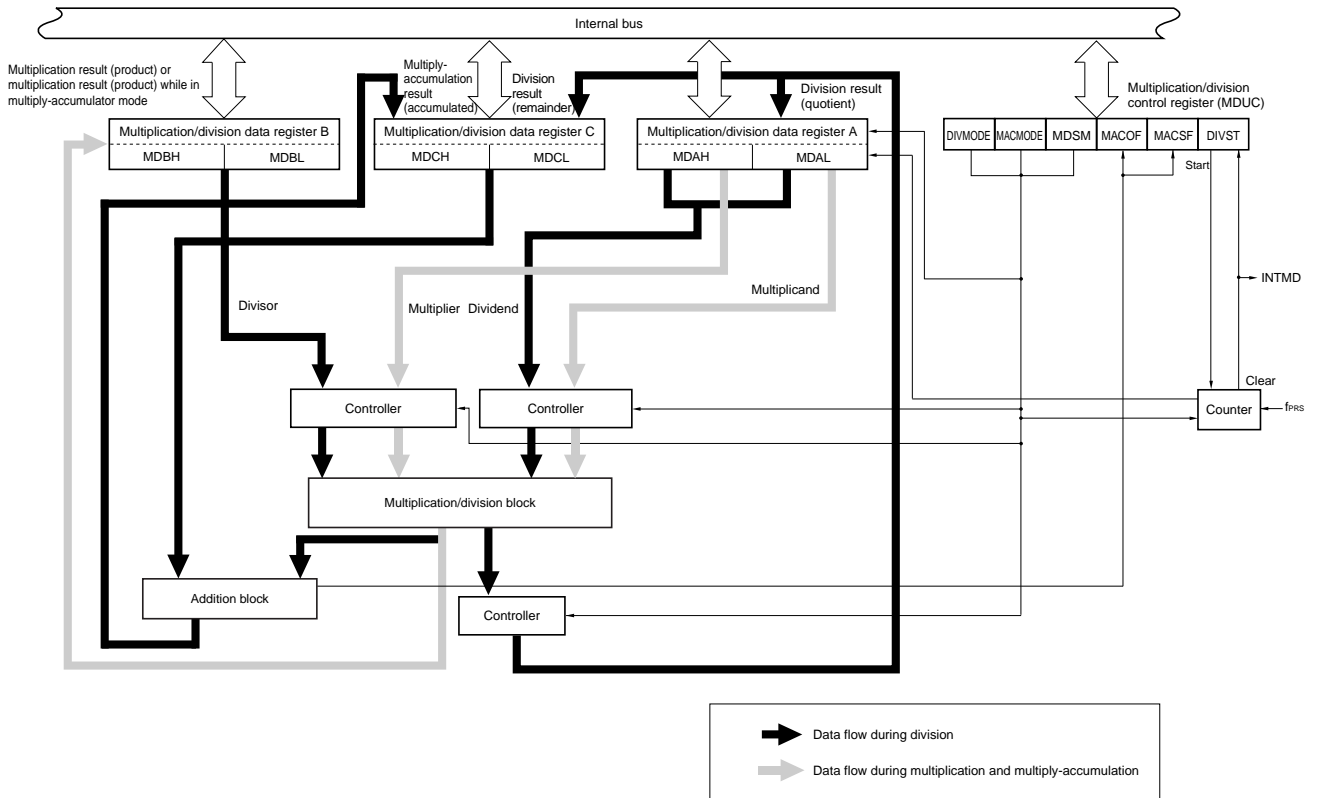 Internal bus
Multiplication result (product) or
multiplication result (product) while in
multiply-accumulator mode
Multiply-
accumulation
result
(accumulated)
Division
result
(remainder)
Division result
(quotient)
Multiplication/division
control register (MDUC)
Multiplication/division data register B
MDBH
MDBL
Multiplication/division data register C
MDCH
MDCL
Multiplication/division data register A
MDAH
MDAL
DIVMODE
MACMODE
MDSM
MACOF
MACSF
DIVST
Start
INTMD
Divisor
Multiplier
Dividend
Multiplicand
Clear
Controller
Controller
Counter
fPRS
Multiplication/division block
Addition block
Controller
Data flow during division
Data flow during multiplication and multiply-accumulation